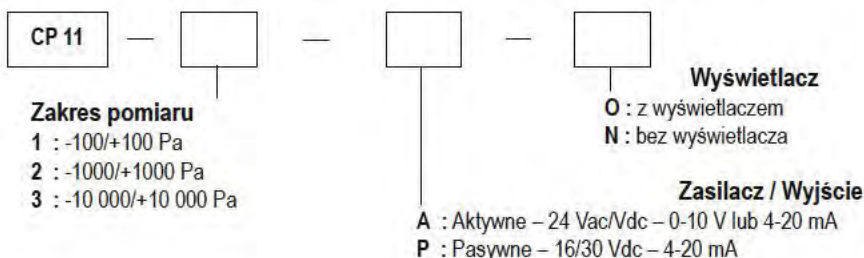 CP 11 — — —
Wyświetlacz
O : z wyświetlaczem
N : bez wyświetlacza
Zakres pomiaru
1 : -100/+100 Pa
2 : -1000/+1000 Pa
3 : -10 000/+10 000 Pa
Zasilacz / Wyjście
A : Aktywne – 24 Vac/Vdc – 0-10 V lub 4-20 mA
P : Pasywne – 16/30 Vdc – 4-20 mA